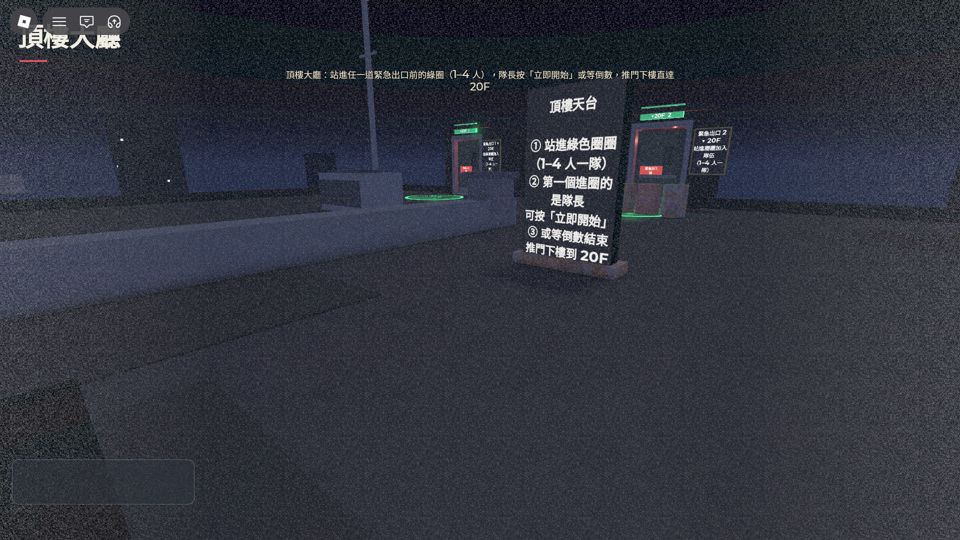 頂樓大廳
頂樓大廳：站進任一道緊急出口前的綠圈（1–4 人），隊長按「立即開始」或等倒數，推門下樓直達
20F
頂樓天台
① 站進綠色圈圈
（1–4 人一隊）
② 第一個進圈的
是隊長
可按「立即開始」
③ 或等倒數結束
推門下樓到 20F
緊急出口 2
站進圈圈加入
隊伍
（1–4 人一
隊）